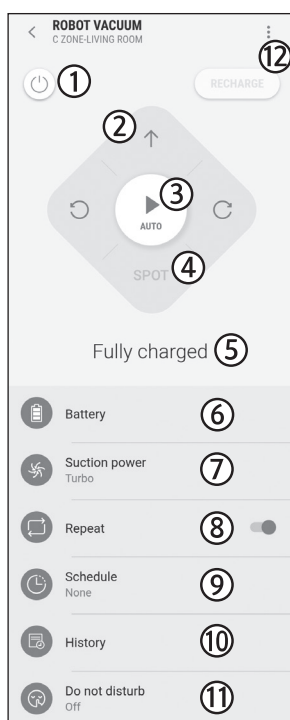 ROBOT VACUUM
C ZONE-LIVING ROOM
12
1
RECHARGE
2
3
AUTO
4
SPOT
Fully charged 5
Battery 6
Suction power 7
Turbo
Repeat 8
Schedule 9
None
History 10
Do not disturb 11
Off